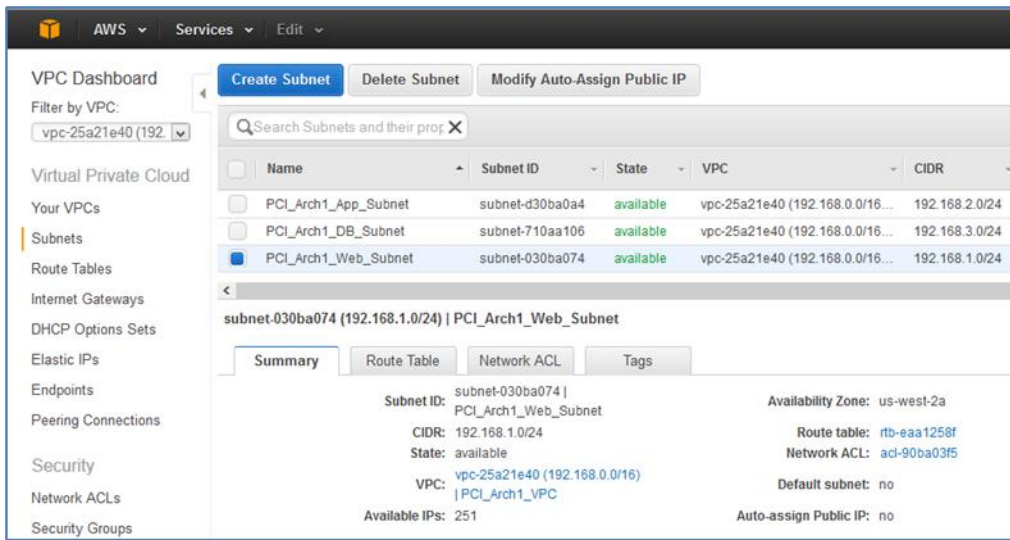 AWS Services Edit
VPC Dashboard
Filter by VPC:
vpc-25a21e40 (192.
Virtual Private Cloud
Your VPCs
Subnets
Route Tables
Internet Gateways
DHCP Options Sets
Elastic IPs
Endpoints
Peering Connections
Security
Network ACLs
Security Groups
Create Subnet Delete Subnet Modify Auto-Assign Public IP
Search Subnets and their prop X
Name Subnet ID State VPC CIDR
PCI_Arch1_App_Subnet subnet-d30ba0a4 available vpc-25a21e40 (192.168.0.0/16... 192.168.2.0/24
PCI_Arch1_DB_Subnet subnet-710aa106 available vpc-25a21e40 (192.168.0.0/16... 192.168.3.0/24
PCI_Arch1_Web_Subnet subnet-030ba074 available vpc-25a21e40 (192.168.0.0/16... 192.168.1.0/24
subnet-030ba074 (192.168.1.0/24) | PCI_Arch1_Web_Subnet
Summary Route Table Network ACL Tags
Subnet ID: subnet-030ba074 |
PCI_Arch1_Web_Subnet
CIDR: 192.168.1.0/24
State: available
VPC: vpc-25a21e40 (192.168.0.0/16)
| PCI_Arch1_VPC
Available IPs: 251
Availability Zone: us-west-2a
Route table: rtb-eaa1258f
Network ACL: acl-90ba03f5
Default subnet: no
Auto-assign Public IP: no